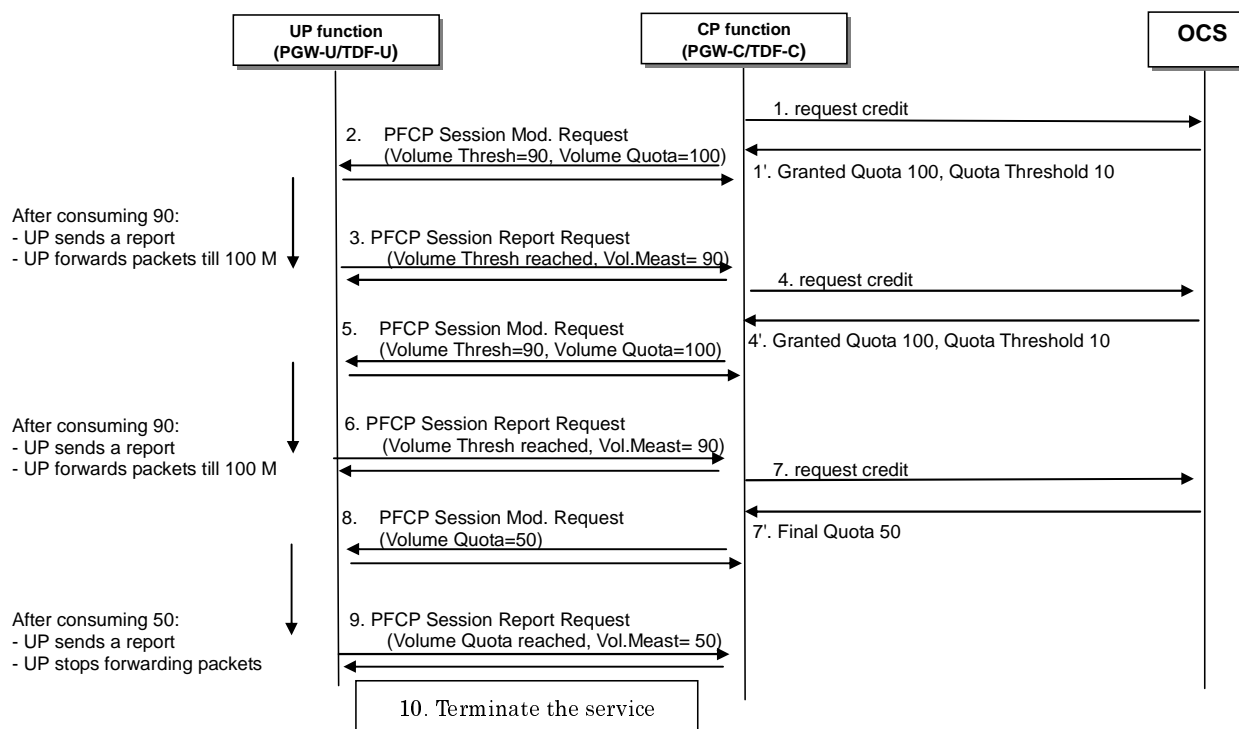 UP function
(PGW-U/TDF-U)
CP function
(PGW-C/TDF-C)
OCS
1. request credit
2. PFCP Session Mod. Request
(Volume Thresh=90, Volume Quota=100)
1'. Granted Quota 100, Quota Threshold 10
After consuming 90:
- UP sends a report
- UP forwards packets till 100 M
3. PFCP Session Report Request
(Volume Thresh reached, Vol.Meast= 90)
4. request credit
5. PFCP Session Mod. Request
(Volume Thresh=90, Volume Quota=100)
4'. Granted Quota 100, Quota Threshold 10
After consuming 90:
- UP sends a report
- UP forwards packets till 100 M
6. PFCP Session Report Request
(Volume Thresh reached, Vol.Meast= 90)
7. request credit
8. PFCP Session Mod. Request
(Volume Quota=50)
7'. Final Quota 50
After consuming 50:
- UP sends a report
- UP stops forwarding packets
9. PFCP Session Report Request
(Volume Quota reached, Vol.Meast= 50)
10. Terminate the service